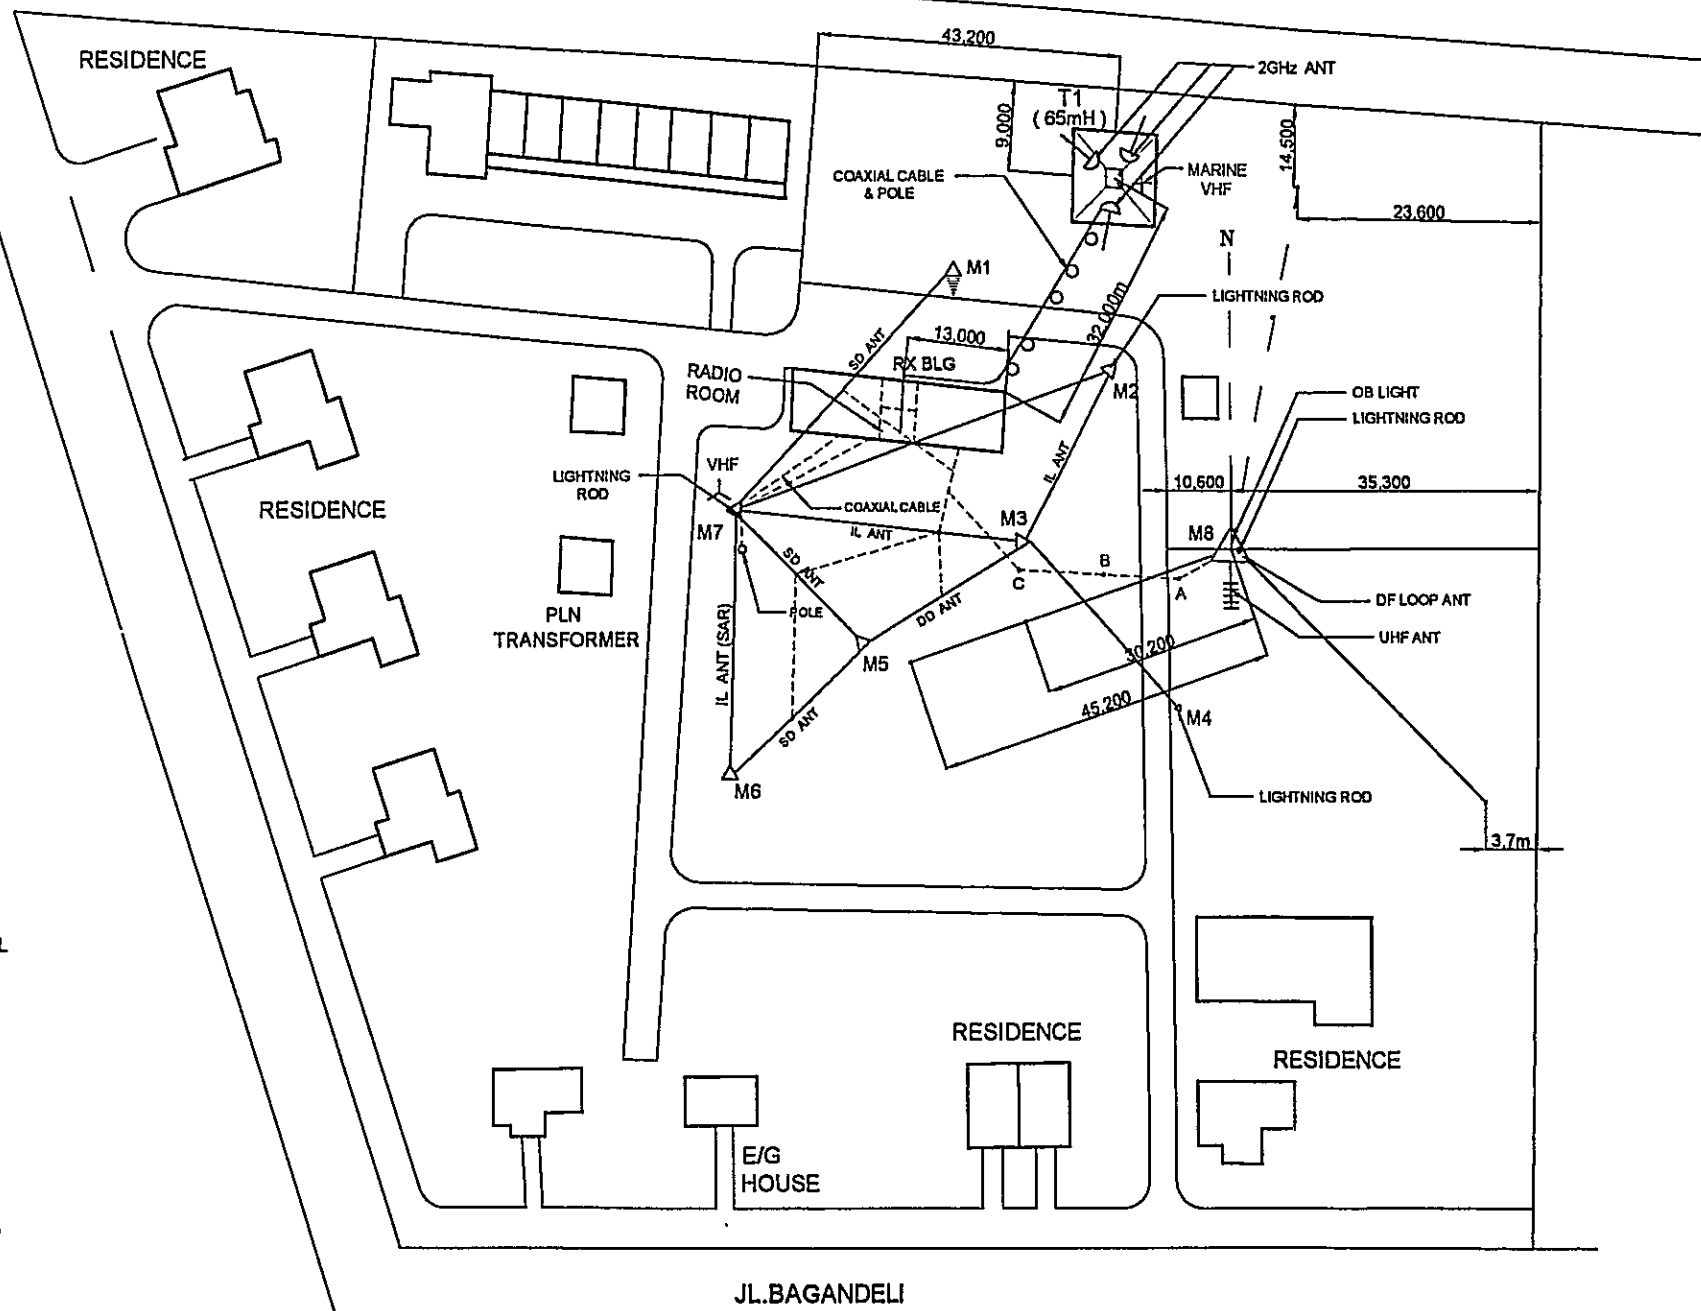 RESIDENCE
43,200
2GHz ANT
T1
( 65mH )
9,000
14,500
COAXIAL CABLE
& POLE
MARINE
VHF
23.600
N
M1
LIGHTNING ROD
32,000m
13,000
SD ANT
RX BLG
RADIO
ROOM
M2
OB LIGHT
LIGHTNING ROD
VHF
LIGHTNING
ROD
IL ANT
10,600
35,300
COAXIAL CABLE
M7
IL ANT
M3
M8
RESIDENCE
SD ANT
B
C
A
DF LOOP ANT
PLN
TRANSFORMER
POLE
DD ANT
UHF ANT
IL ANT (SAR)
M5
30,200
45,200
M4
SD ANT
M6
LIGHTNING ROD
3,7m
RESIDENCE
RESIDENCE
E/G
HOUSE
JL.BAGANDELI